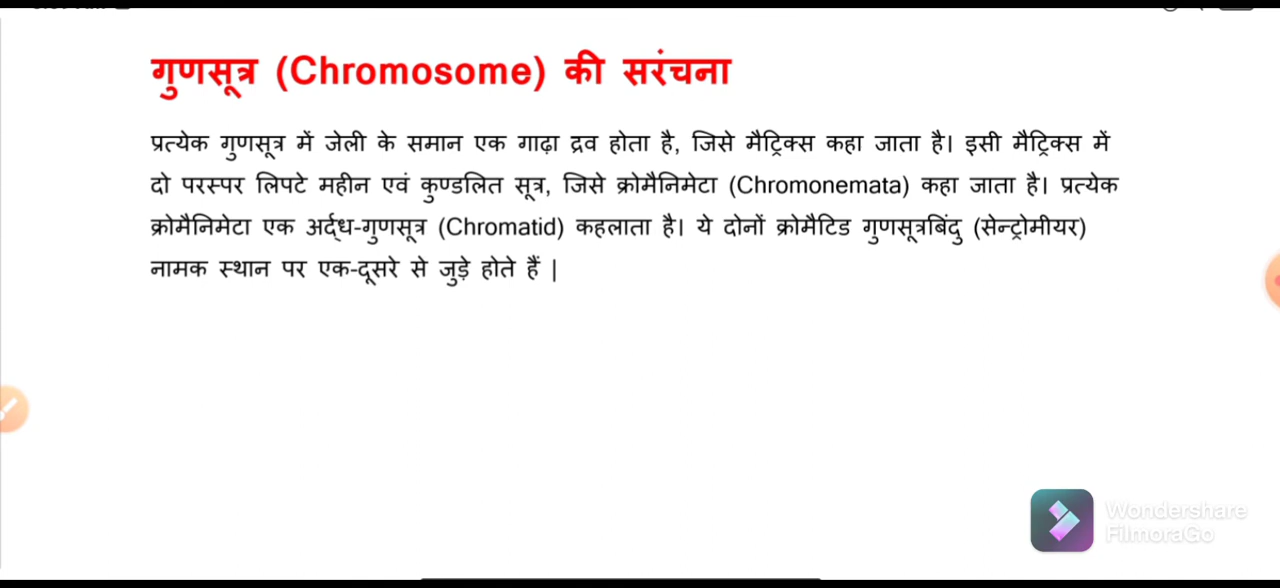 गुणसूत्र (Chromosome) की सरंचना
प्रत्येक गुणसूत्र में जेली के समान एक गाढ़ा द्रव होता है, जिसे मैट्रिक्स कहा जाता है। इसी मैट्रिक्स में
दो परस्पर लिपटे महीन एवं कुण्डलित सूत्र, जिसे क्रोमैनिमेटा (Chromonemata) कहा जाता है। प्रत्येक
क्रोमैनिमेटा एक अर्द्ध-गुणसूत्र (Chromatid) कहलाता है। ये दोनों क्रोमैटिड गुणसूत्रबिंदु (सेन्ट्रोमीयर)
नामक स्थान पर एक-दूसरे से जुड़े होते हैं |
Wondershare
FilmoraGo